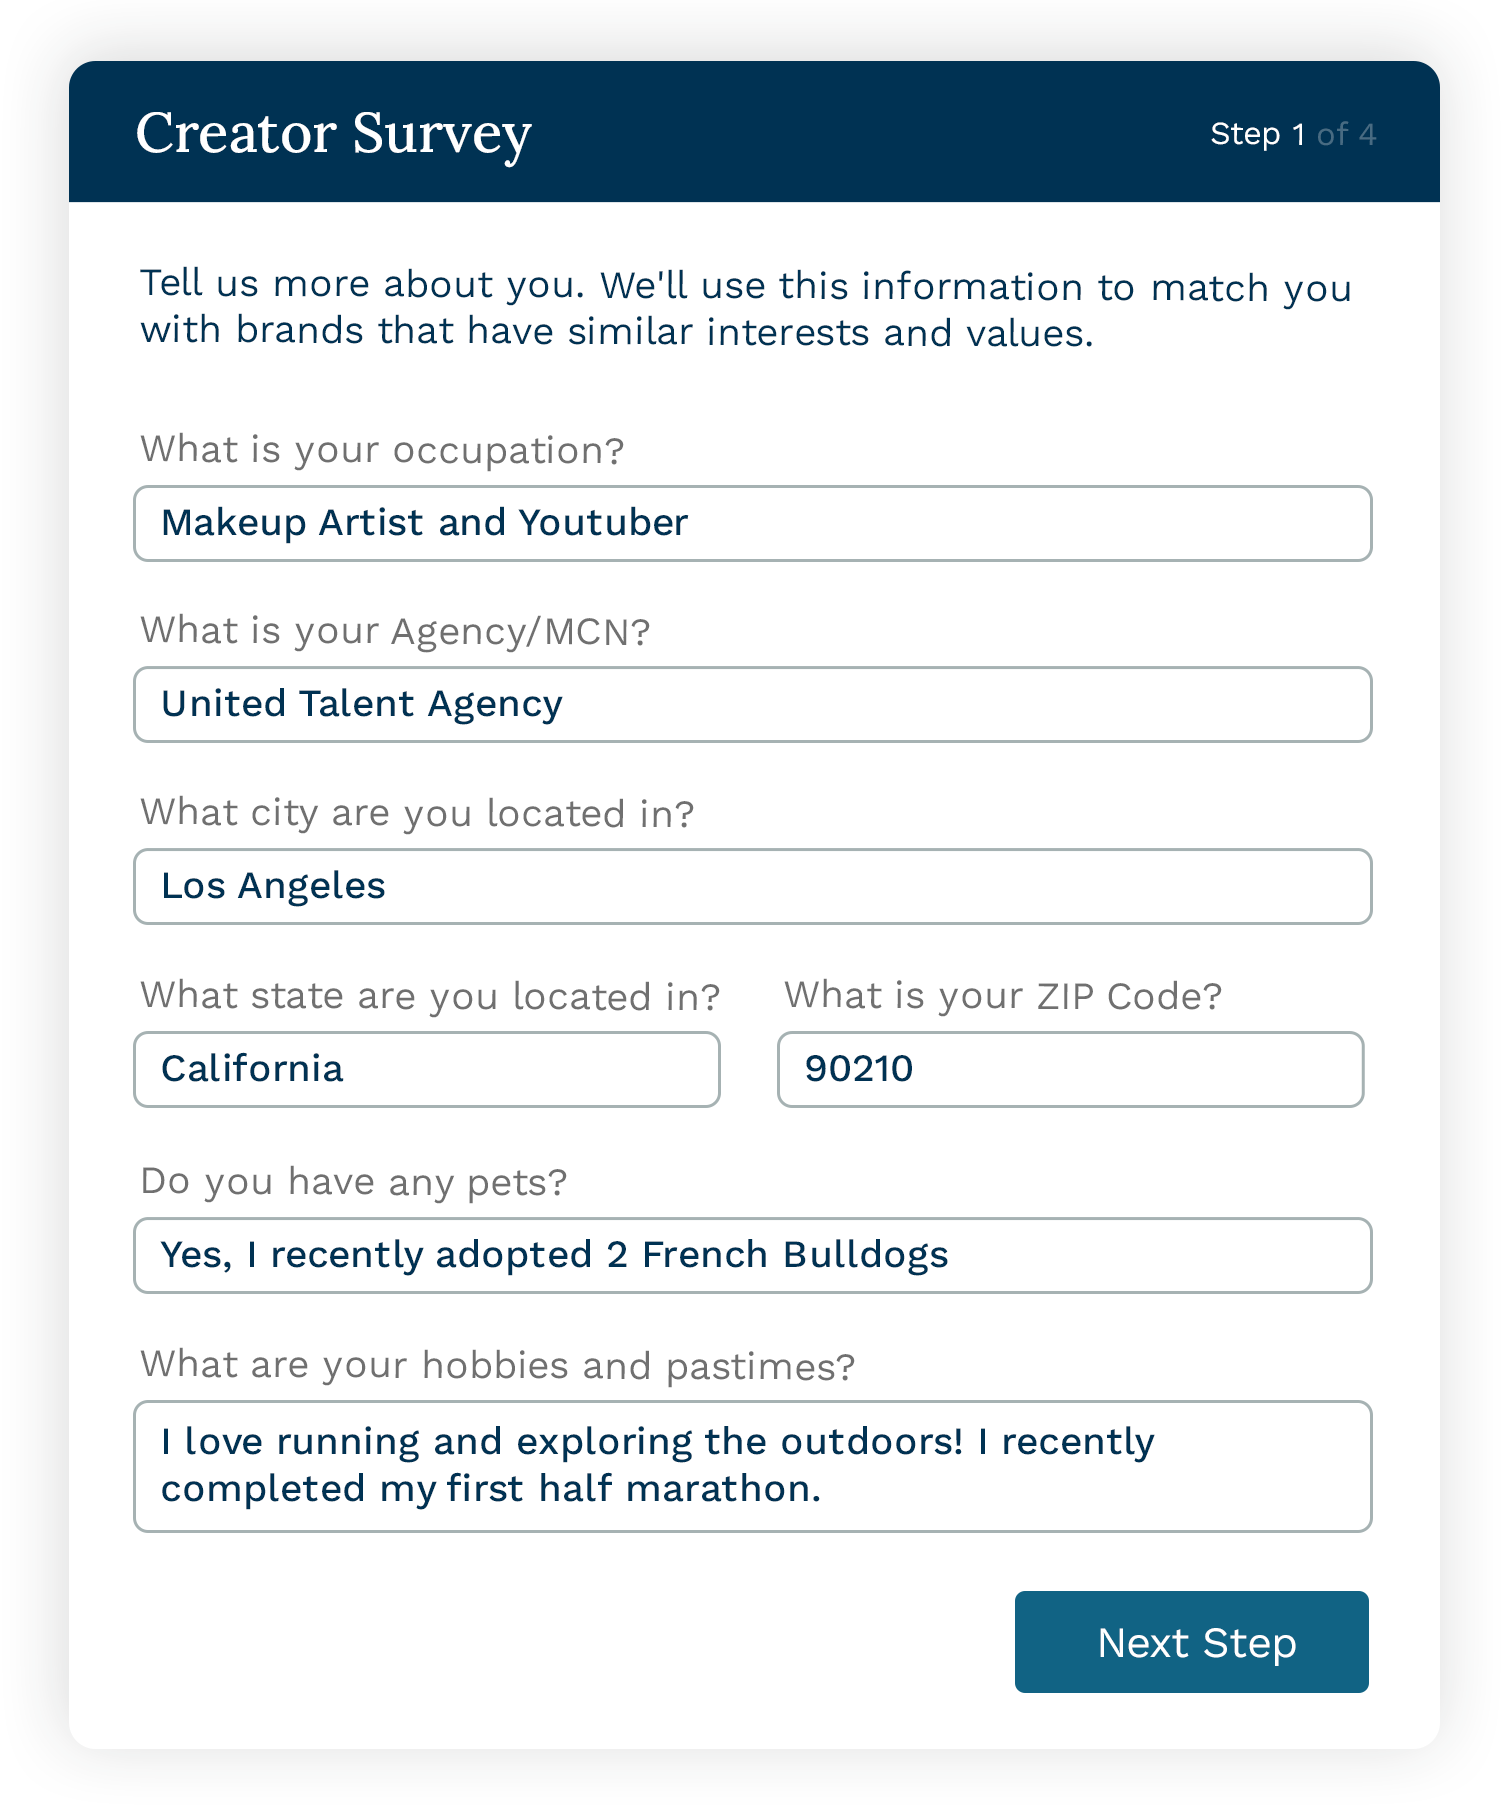 Creator Survey
Step 1 of 4
Tell us more about you. We'll use this information to match you
with brands that have similar interests and values.
What is your occupation?
Makeup Artist and Youtuber
What is your Agency/MCN?
United Talent Agency
What city are you located in?
Los Angeles
What state are you located in?
California
What is your ZIP Code?
90210
Do you have any pets?
Yes, I recently adopted 2 French Bulldogs
What are your hobbies and pastimes?
I love running and exploring the outdoors! I recently
completed my first half marathon.
Next Step